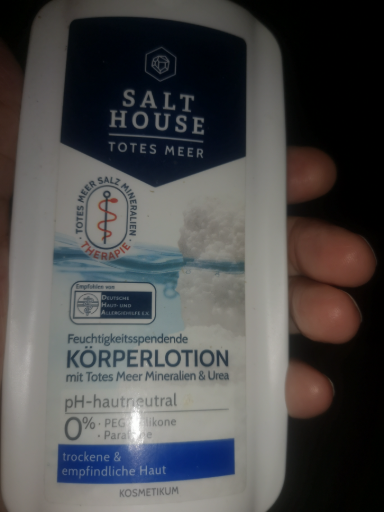 SALT
HOUSE
TOTES MEER
TOTES MEER SALZ MINERALIEN
THERAPIE
Empfohlen von
DEUTSCHE
HAUT- UND
ALLERGIEHILFE E.V.
Feuchtigkeitsspendende
KÖRPERLOTION
mit Totes Meer Mineralien & Urea
pH-hautneutral
0% • PEG • Silikone
• Paraffine
trockene &
empfindliche Haut
KOSMETIKUM